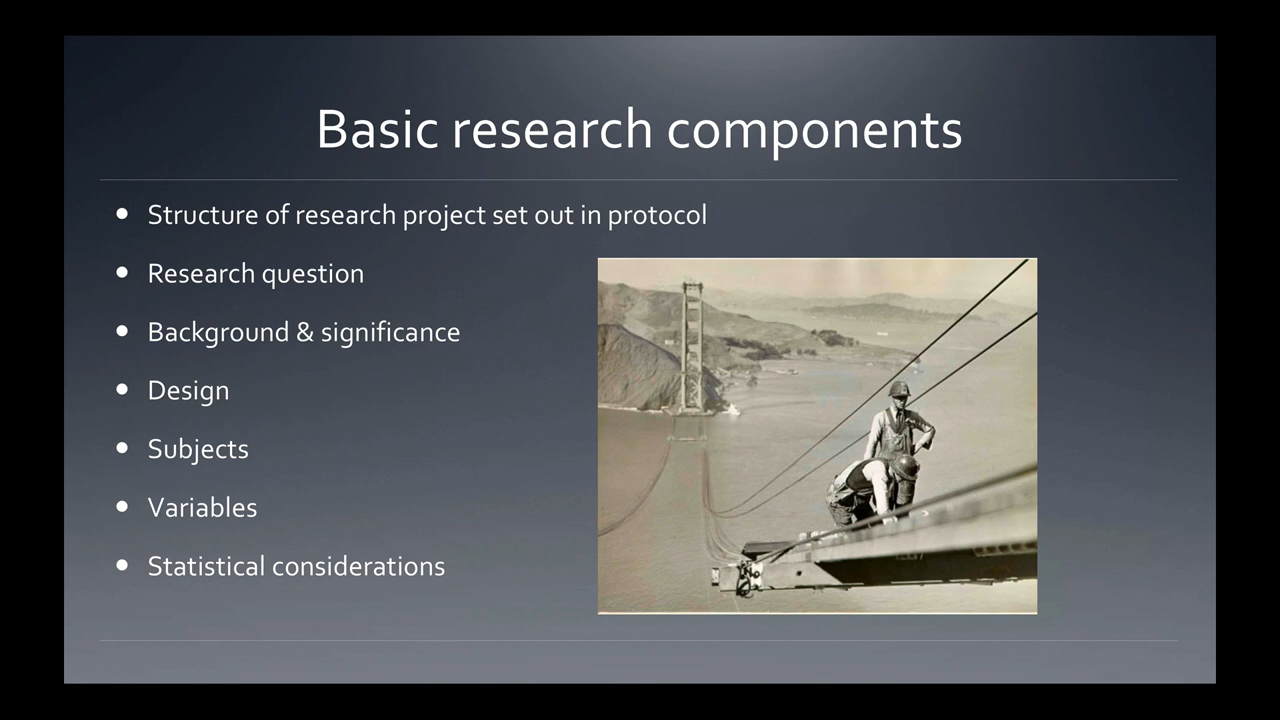 Basic research components
• Structure of research project set out in protocol
• Research question
• Background & significance
• Design
• Subjects
• Variables
• Statistical considerations